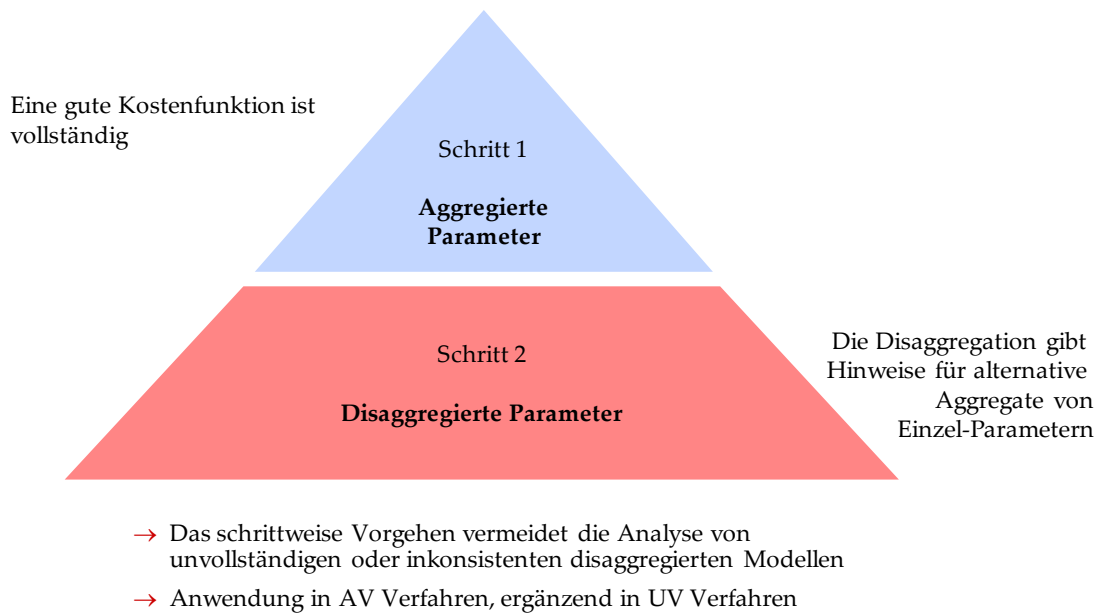 Eine gute Kostenfunktion ist
vollständig
Schritt 1
Aggregierte
Parameter
Schritt 2
Disaggregierte Parameter
Die Disaggregation gibt
Hinweise für alternative
Aggregate von
Einzel-Parametern
→ Das schrittweise Vorgehen vermeidet die Analyse von
unvollständigen oder inkonsistenten disaggregierten Modellen
→ Anwendung in AV Verfahren, ergänzend in UV Verfahren